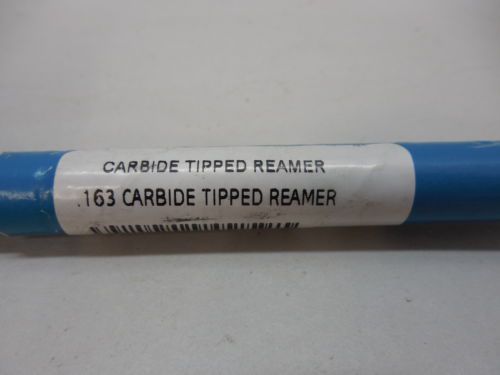 CARBIDE TIPPED REAMER
.163 CARBIDE TIPPED REAMER